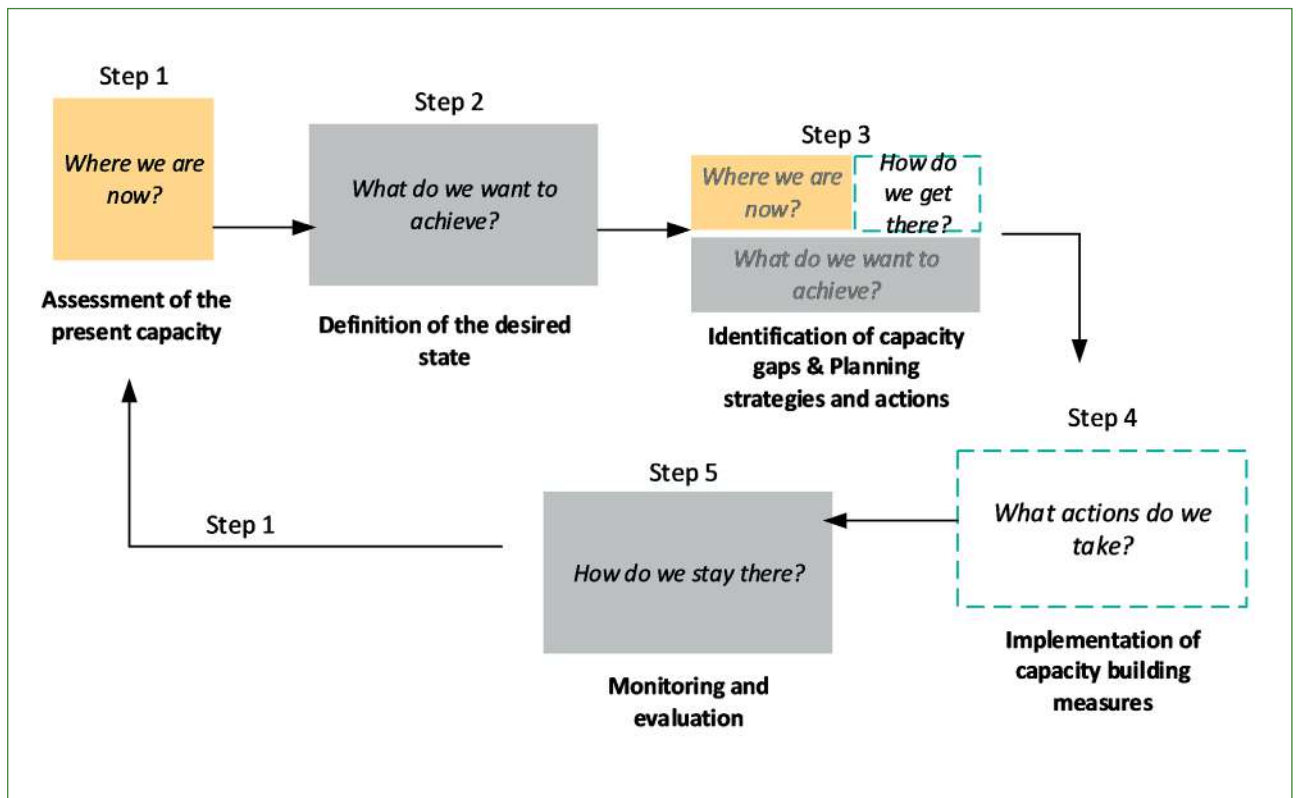 Step 1
Where we are
now?
Assessment of the
present capacity
Step 2
What do we want to
achieve?
Definition of the desired
state
Step 3
Where we are
now?
How do
we get
there?
What do we want to
achieve?
Identification of capacity
gaps & Planning
strategies and actions
Step 4
What actions do we
take?
Implementation of
capacity building
measures
Step 5
How do we stay there?
Monitoring and
evaluation
Step 1